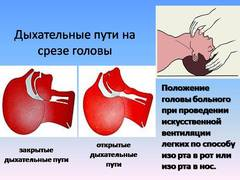 Дыхательные пути на
срезе головы
закрытые
дыхательные пути
открытые
дыхательные
пути
Положение
головы больного
при проведении
искусственной
вентиляции
легких по способу
изо рта в рот или
изо рта в нос.